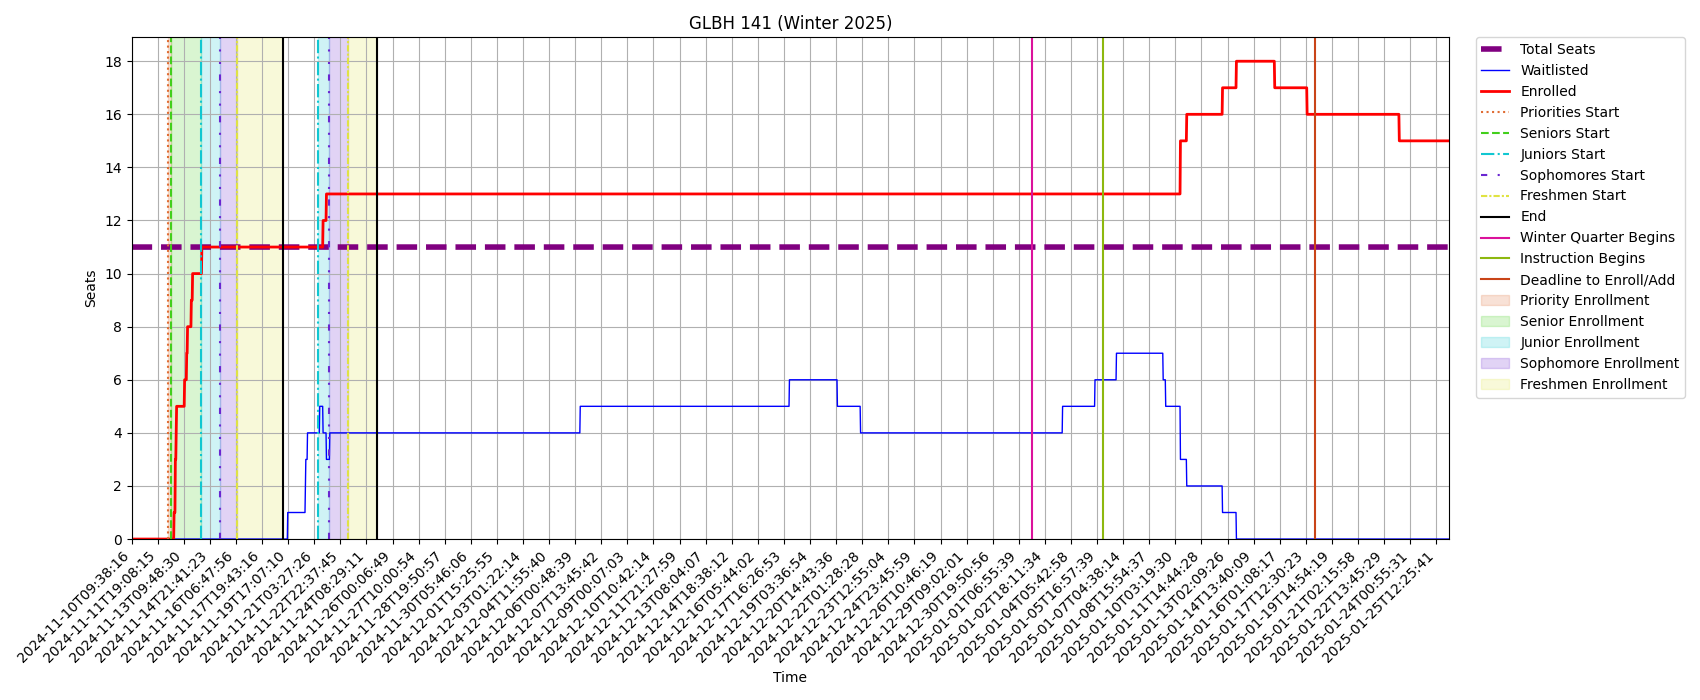 GLBH 141 (Winter 2025)
Seats
18
16
14
12
10
8
6
4
2
0
2024-11-10T09:38:16
2024-11-11T19:08:15
2024-11-13T09:48:30
2024-11-14T21:41:23
2024-11-16T06:47:56
2024-11-17T19:43:16
2024-11-19T17:07:10
2024-11-21T03:27:26
2024-11-22T22:37:45
2024-11-24T08:29:11
2024-11-26T00:06:49
2024-11-27T10:00:54
2024-11-28T19:50:57
2024-11-30T05:46:06
2024-12-01T15:25:55
2024-12-03T01:22:14
2024-12-04T11:55:40
2024-12-06T00:48:39
2024-12-07T13:45:42
2024-12-09T00:07:03
2024-12-10T10:42:14
2024-12-11T21:27:59
2024-12-13T08:04:07
2024-12-14T18:38:12
2024-12-16T05:44:02
2024-12-17T16:26:53
2024-12-19T03:36:54
2024-12-20T14:43:36
2024-12-22T01:28:28
2024-12-23T12:55:04
2024-12-24T23:45:59
2024-12-26T10:46:19
2024-12-29T09:02:01
2024-12-30T19:50:56
2025-01-01T06:55:39
2025-01-02T18:11:34
2025-01-04T05:42:58
2025-01-05T16:57:39
2025-01-07T04:38:14
2025-01-08T15:54:37
2025-01-10T03:19:30
2025-01-11T14:44:28
2025-01-13T02:09:26
2025-01-14T13:40:09
2025-01-16T01:08:17
2025-01-17T12:30:23
2025-01-19T14:54:19
2025-01-21T02:15:58
2025-01-22T13:45:29
2025-01-24T00:55:31
2025-01-25T12:25:41
Time
Total Seats
Waitlisted
Enrolled
Priorities Start
Seniors Start
Juniors Start
Sophomores Start
Freshmen Start
End
Winter Quarter Begins
Instruction Begins
Deadline to Enroll/Add
Priority Enrollment
Senior Enrollment
Junior Enrollment
Sophomore Enrollment
Freshmen Enrollment